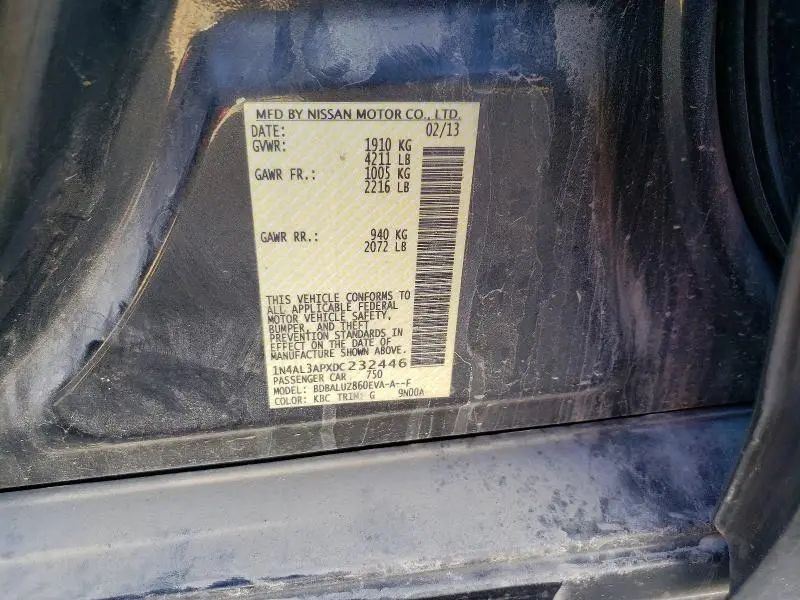 MFD BY NISSAN MOTOR CO., LTD.
DATE: 02/13
GVWR: 1910 KG
4211 LB
GAWR FR.: 1005 KG
2216 LB
GAWR RR.: 940 KG
2072 LB
THIS VEHICLE CONFORMS TO
ALL APPLICABLE FEDERAL
MOTOR VEHICLE SAFETY,
BUMPER, AND THEFT
PREVENTION STANDARDS IN
EFFECT ON THE DATE OF
MANUFACTURE SHOWN ABOVE.
1N4AL3APXDC232446
PASSENGER CAR 750
MODEL: BDBALUZ860EVA-A--F
COLOR: KBC TRIM: G 9N00A